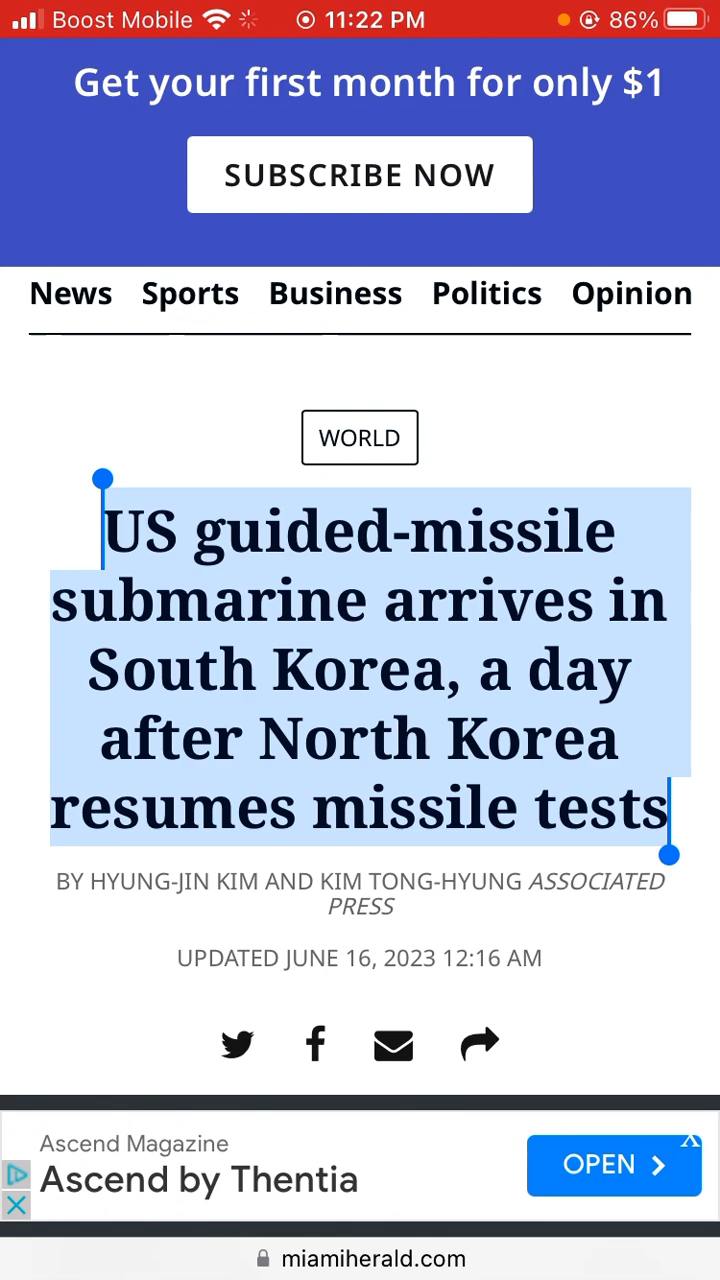 Boost Mobile 11:22 PM 86%
Get your first month for only $1
SUBSCRIBE NOW
News Sports Business Politics Opinion
WORLD
US guided-missile
submarine arrives in
South Korea, a day
after North Korea
resumes missile tests
BY HYUNG-JIN KIM AND KIM TONG-HYUNG ASSOCIATED
PRESS
UPDATED JUNE 16, 2023 12:16 AM
Ascend Magazine
Ascend by Thentia
OPEN
miamiherald.com